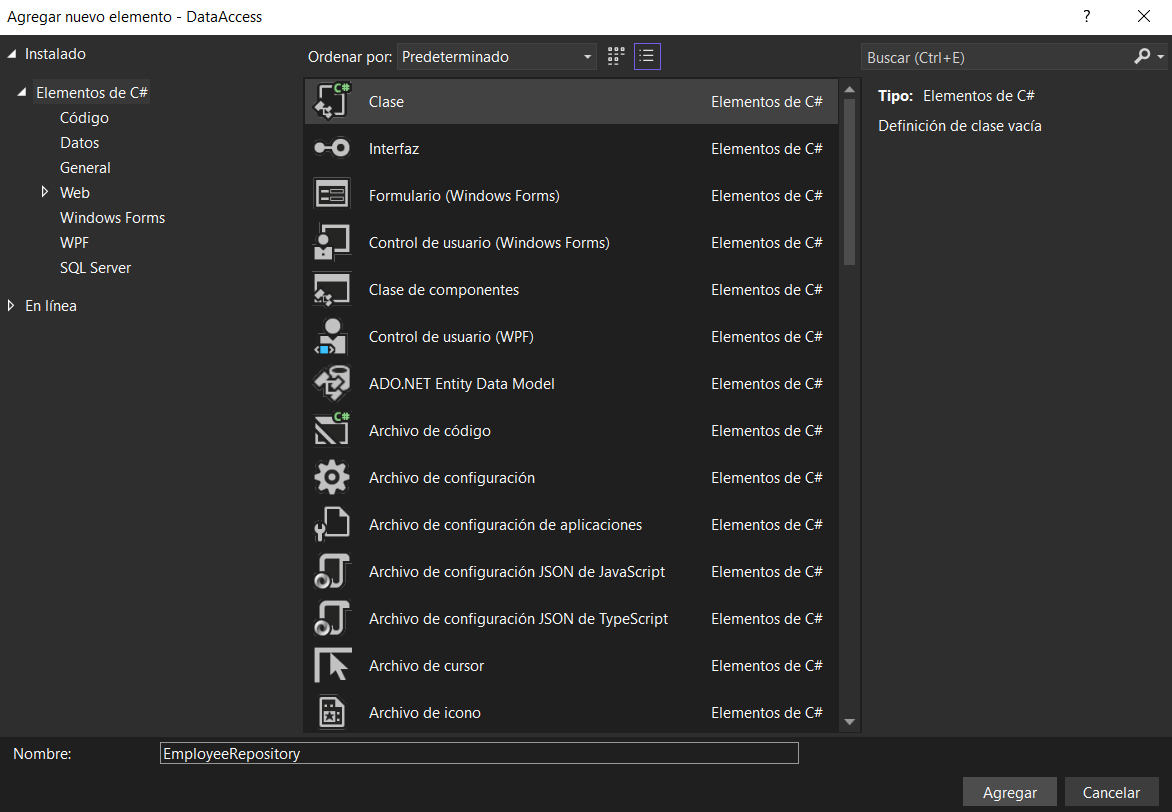 Agregar nuevo elemento - DataAccess
?
Instalado
Ordenar por: Predeterminado
Buscar (Ctrl+E)
Elementos de C#
Código
Datos
General
Web
Windows Forms
WPF
SQL Server
En línea
C# Clase Elementos de C#
Interfaz Elementos de C#
Formulario (Windows Forms) Elementos de C#
Control de usuario (Windows Forms) Elementos de C#
Clase de componentes Elementos de C#
Control de usuario (WPF) Elementos de C#
ADO.NET Entity Data Model Elementos de C#
C# Archivo de código Elementos de C#
Archivo de configuración Elementos de C#
Archivo de configuración de aplicaciones Elementos de C#
Archivo de configuración JSON de JavaScript Elementos de C#
Archivo de configuración JSON de TypeScript Elementos de C#
Archivo de cursor Elementos de C#
Archivo de icono Elementos de C#
Tipo: Elementos de C#
Definición de clase vacía
Nombre: EmployeeRepository
Agregar Cancelar